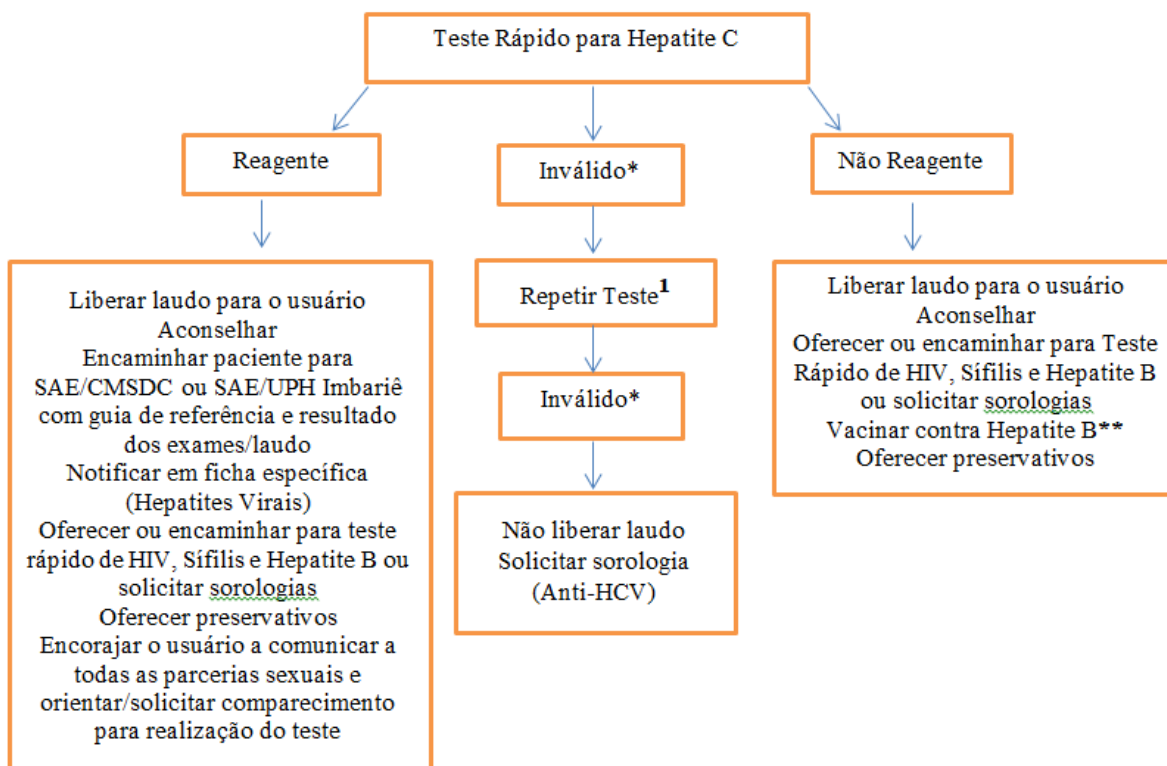 Teste Rápido para Hepatite C
Reagente
Inválido*
Não Reagente
Liberar laudo para o usuário
Aconselhar
Encaminhar paciente para
SAE/CMSDC ou SAE/UPH Imbariê
com guia de referência e resultado
dos exames/laudo
Notificar em ficha específica
(Hepatites Virais)
Oferecer ou encaminhar para teste
rápido de HIV, Sífilis e Hepatite B ou
solicitar sorologias
Oferecer preservativos
Encorajar o usuário a comunicar a
todas as parcerias sexuais e
orientar/solicitar comparecimento
para realização do teste
Repetir Teste¹
Inválido*
Não liberar laudo
Solicitar sorologia
(Anti-HCV)
Liberar laudo para o usuário
Aconselhar
Oferecer ou encaminhar para Teste
Rápido de HIV, Sífilis e Hepatite B
ou solicitar sorologias
Vacinar contra Hepatite B**
Oferecer preservativos